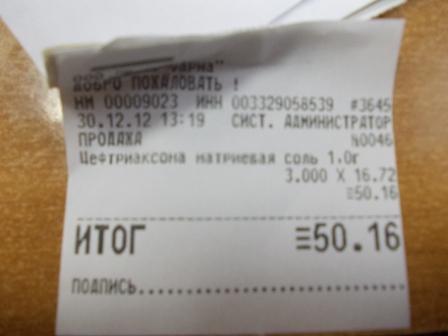 ДОБРО ПОЖАЛОВАТЬ !
НМ 00009023 ИНН 003329058539 #3645
30.12.12 13:19 СИСТ. АДМИНИСТРАТОР
ПРОДАЖА №0046
Цефтриаксона натриевая соль 1.0г
3.000 X 16.72
≡50.16
ИТОГ ≡50.16
ПОДПИСЬ